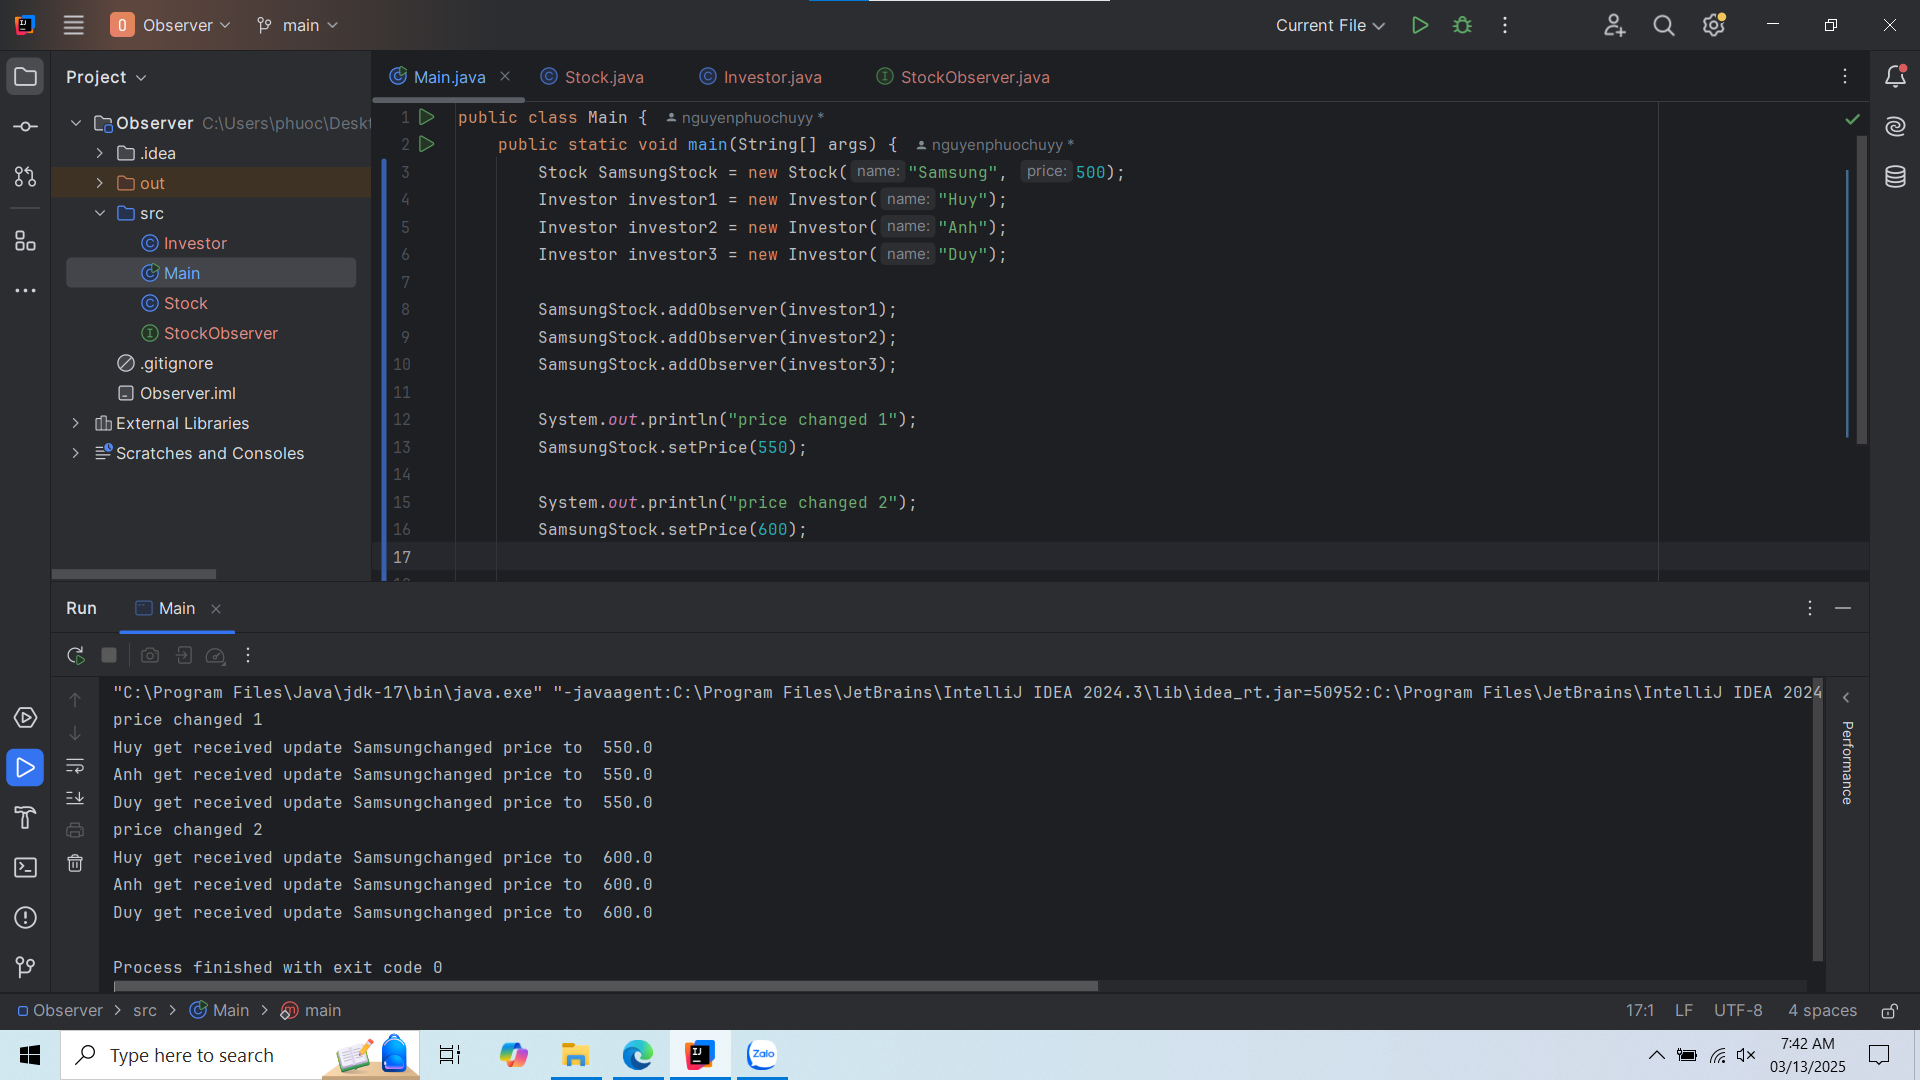 Observer
main
Current File
Project
Main.java
Stock.java
Investor.java
StockObserver.java
Observer C:\Users\phuoc\Deskt
.idea
out
src
Investor
Main
Stock
StockObserver
.gitignore
Observer.iml
External Libraries
Scratches and Consoles
1 public class Main { nguyenphuochuyy *
2 public static void main(String[] args) { nguyenphuochuyy *
3 Stock SamsungStock = new Stock( name: "Samsung", price: 500);
4 Investor investor1 = new Investor( name: "Huy");
5 Investor investor2 = new Investor( name: "Anh");
6 Investor investor3 = new Investor( name: "Duy");
7
8 SamsungStock.addObserver(investor1);
9 SamsungStock.addObserver(investor2);
10 SamsungStock.addObserver(investor3);
11
12 System.out.println("price changed 1");
13 SamsungStock.setPrice(550);
14
15 System.out.println("price changed 2");
16 SamsungStock.setPrice(600);
17
Run
Main
"C:\Program Files\Java\jdk-17\bin\java.exe" "-javaagent:C:\Program Files\JetBrains\IntelliJ IDEA 2024.3\lib\idea_rt.jar=50952:C:\Program Files\JetBrains\IntelliJ IDEA 2024
price changed 1
Huy get received update Samsungchanged price to  550.0
Anh get received update Samsungchanged price to  550.0
Duy get received update Samsungchanged price to  550.0
price changed 2
Huy get received update Samsungchanged price to  600.0
Anh get received update Samsungchanged price to  600.0
Duy get received update Samsungchanged price to  600.0
Process finished with exit code 0
Performance
Observer > src > Main > main
17:1 LF UTF-8 4 spaces
Type here to search
Zalo
7:42 AM
03/13/2025